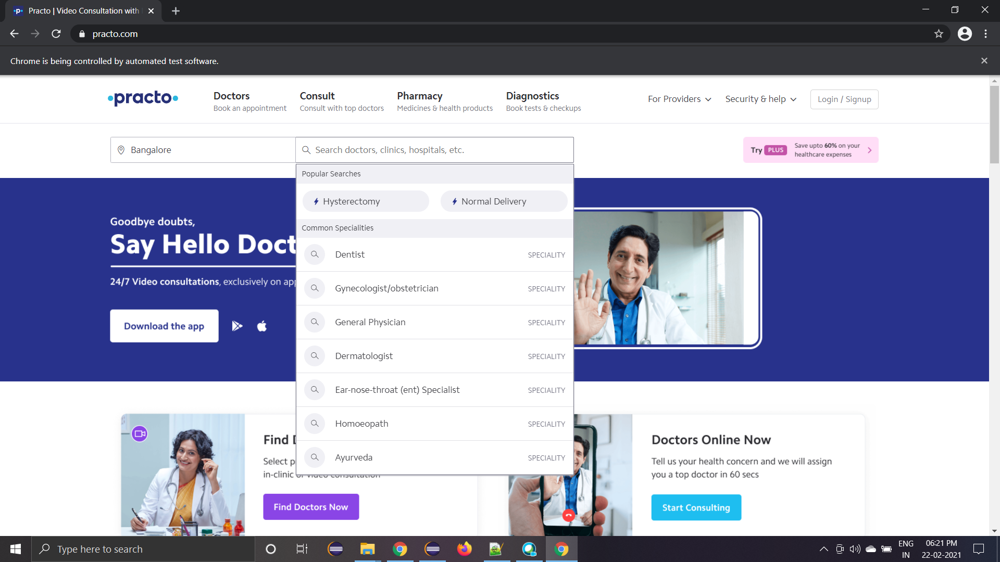 Practo | Video Consultation with
practo.com
Chrome is being controlled by automated test software.
practo
Doctors
Book an appointment
Consult
Consult with top doctors
Pharmacy
Medicines & health products
Diagnostics
Book tests & checkups
For Providers
Security & help
Login / Signup
Bangalore
Search doctors, clinics, hospitals, etc.
Try PLUS
Save upto 60% on your
healthcare expenses
Popular Searches
Hysterectomy
Normal Delivery
Common Specialities
Dentist SPECIALITY
Gynecologist/obstetrician SPECIALITY
General Physician SPECIALITY
Dermatologist SPECIALITY
Ear-nose-throat (ent) Specialist SPECIALITY
Homoeopath SPECIALITY
Ayurveda SPECIALITY
Goodbye doubts,
Say Hello Doct
24/7 Video consultations, exclusively on app
Download the app
Find
Select
in-clinic or video consultation
Find Doctors Now
Doctors Online Now
Tell us your health concern and we will assign
you a top doctor in 60 secs
Start Consulting
Type here to search
ENG
IN
06:21 PM
22-02-2021